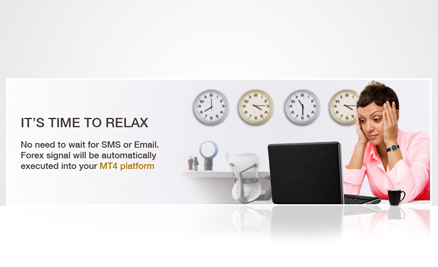 IT'S TIME TO RELAX
No need to wait for SMS or Email.
Forex signal will be automatically
executed into your MT4 platform